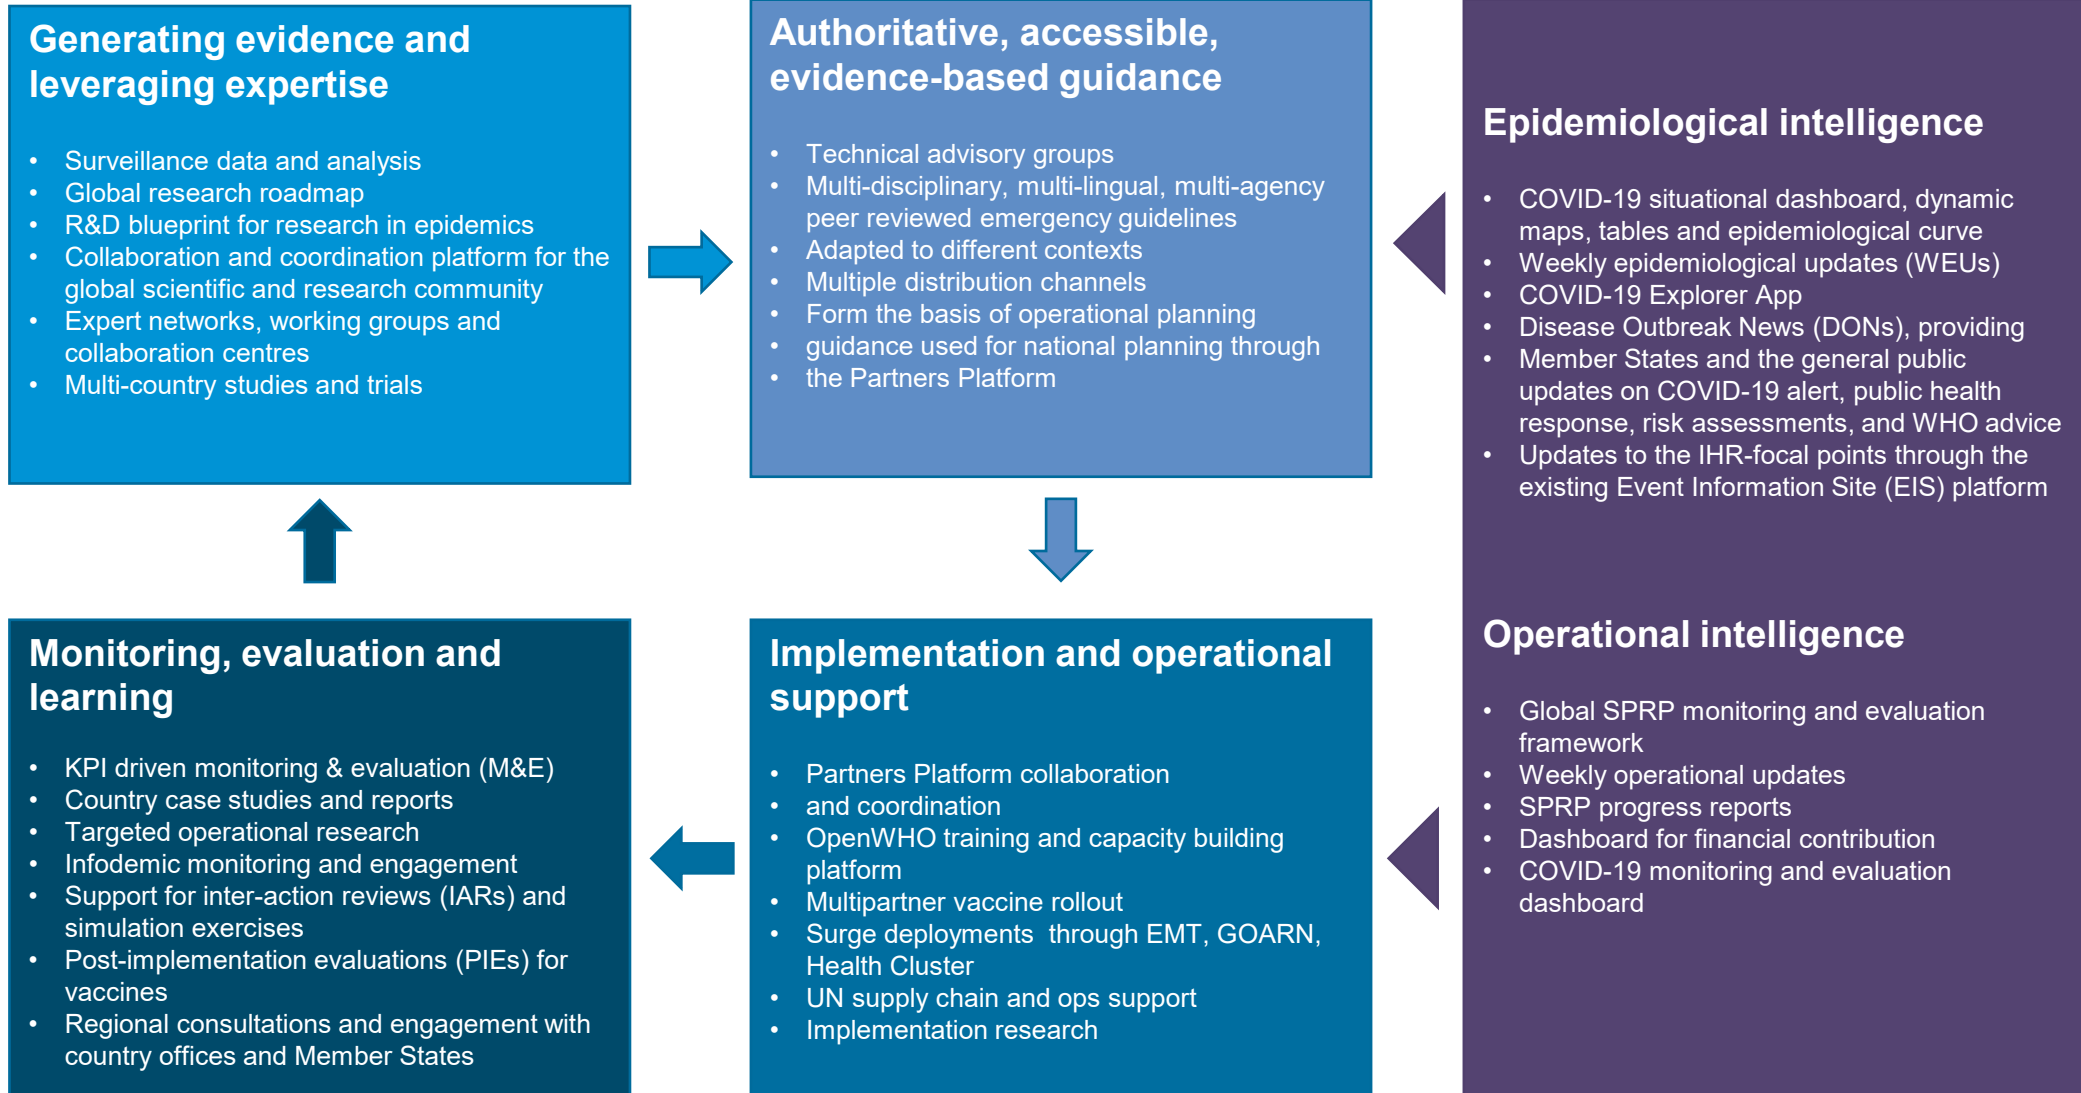 Generating evidence and
leveraging expertise
• Surveillance data and analysis
• Global research roadmap
• R&D blueprint for research in epidemics
• Collaboration and coordination platform for the
global scientific and research community
• Expert networks, working groups and
collaboration centres
• Multi-country studies and trials
Authoritative, accessible,
evidence-based guidance
• Technical advisory groups
• Multi-disciplinary, multi-lingual, multi-agency
peer reviewed emergency guidelines
• Adapted to different contexts
• Multiple distribution channels
• Form the basis of operational planning
• guidance used for national planning through
• the Partners Platform
Epidemiological intelligence
• COVID-19 situational dashboard, dynamic
maps, tables and epidemiological curve
• Weekly epidemiological updates (WEUs)
• COVID-19 Explorer App
• Disease Outbreak News (DONs), providing
• Member States and the general public
updates on COVID-19 alert, public health
response, risk assessments, and WHO advice
• Updates to the IHR-focal points through the
existing Event Information Site (EIS) platform
Monitoring, evaluation and
learning
• KPI driven monitoring & evaluation (M&E)
• Country case studies and reports
• Targeted operational research
• Infodemic monitoring and engagement
• Support for inter-action reviews (IARs) and
simulation exercises
• Post-implementation evaluations (PIEs) for
vaccines
• Regional consultations and engagement with
country offices and Member States
Implementation and operational
support
• Partners Platform collaboration
• and coordination
• OpenWHO training and capacity building
platform
• Multipartner vaccine rollout
• Surge deployments through EMT, GOARN,
Health Cluster
• UN supply chain and ops support
• Implementation research
Operational intelligence
• Global SPRP monitoring and evaluation
framework
• Weekly operational updates
• SPRP progress reports
• Dashboard for financial contribution
• COVID-19 monitoring and evaluation
dashboard